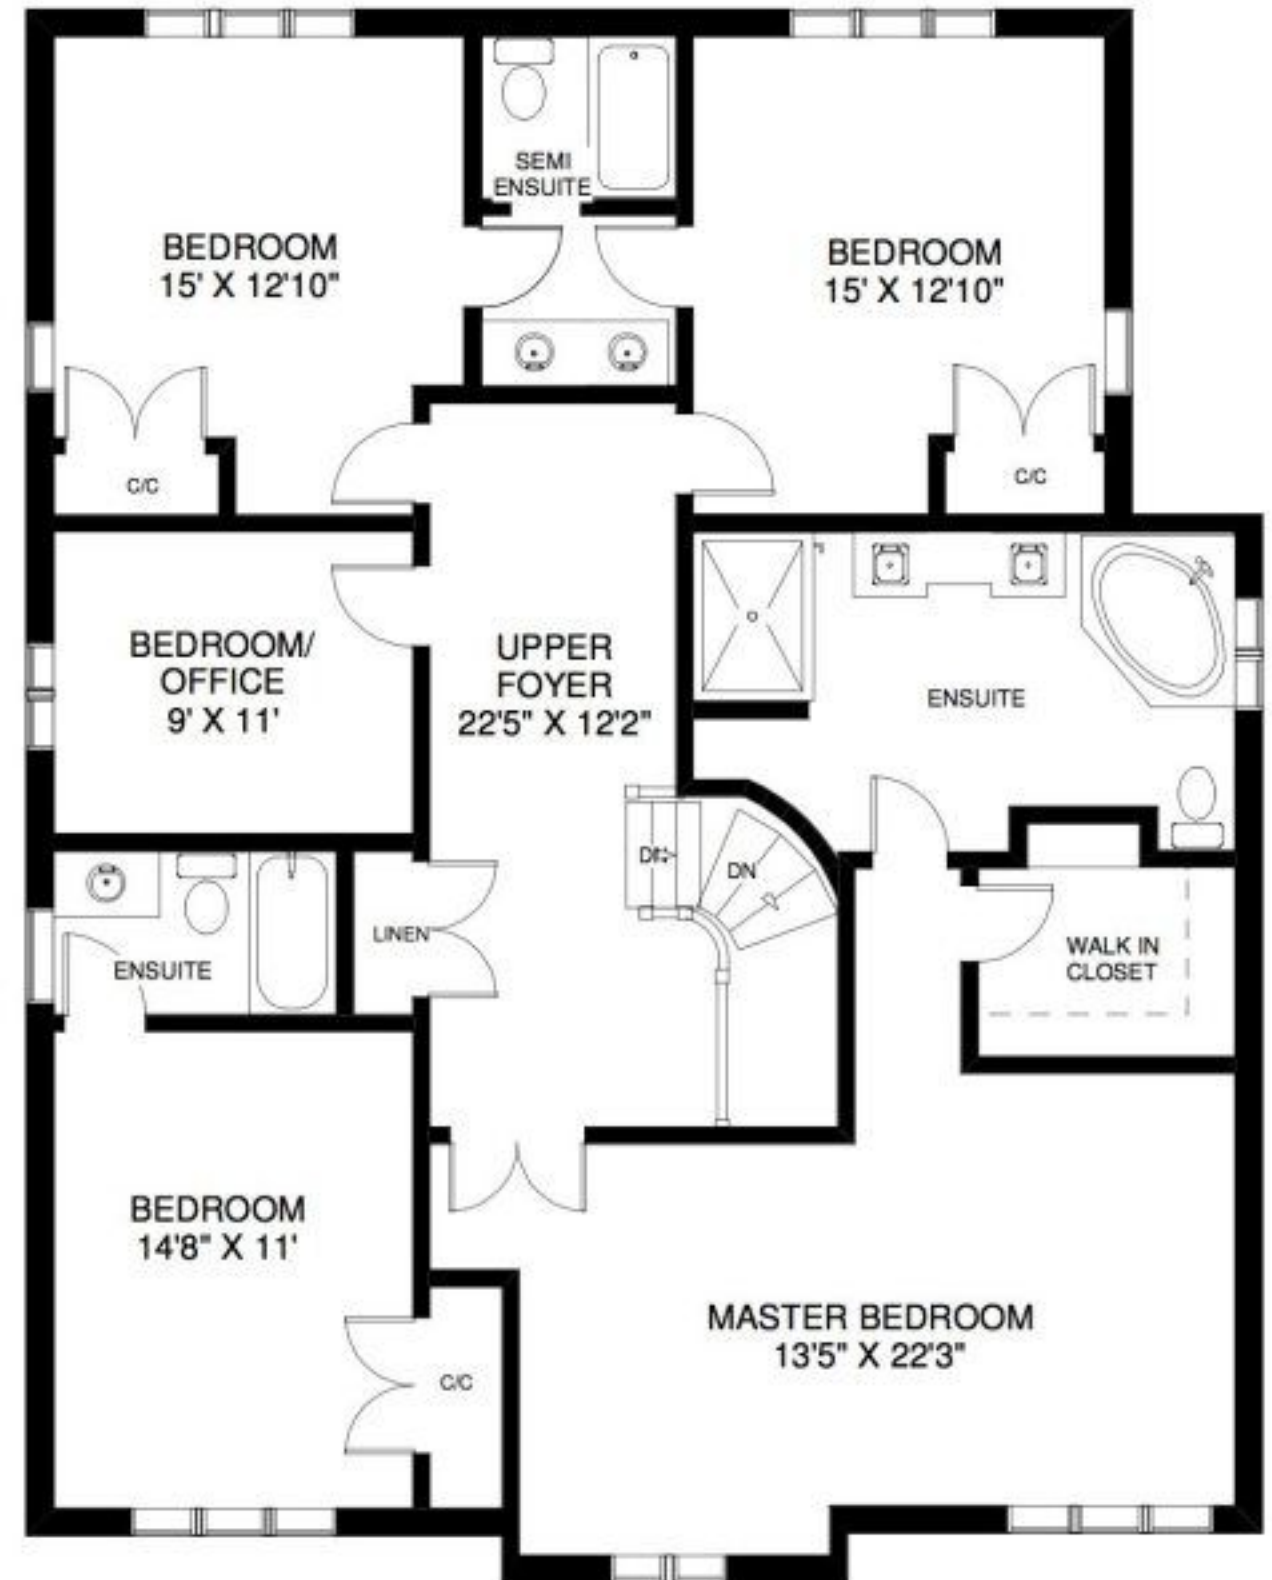 SEMI
ENSUITE
BEDROOM
15' X 12'10"
BEDROOM
15' X 12'10"
C/C
C/C
BEDROOM/
OFFICE
9' X 11'
UPPER
FOYER
22'5" X 12'2"
ENSUITE
DN
DN
LINEN
ENSUITE
WALK IN
CLOSET
BEDROOM
14'8" X 11'
MASTER BEDROOM
13'5" X 22'3"
C/C